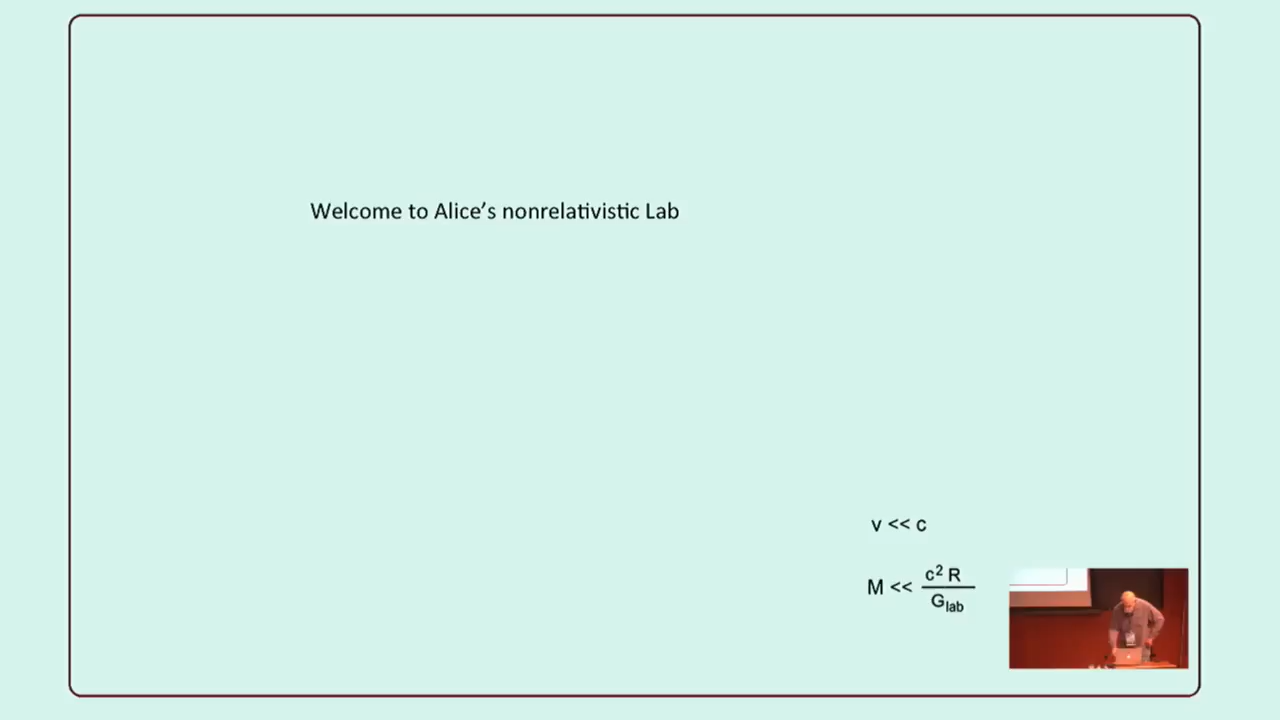 Welcome to Alice’s nonrelativistic Lab
v << c
M << c² R / G_lab